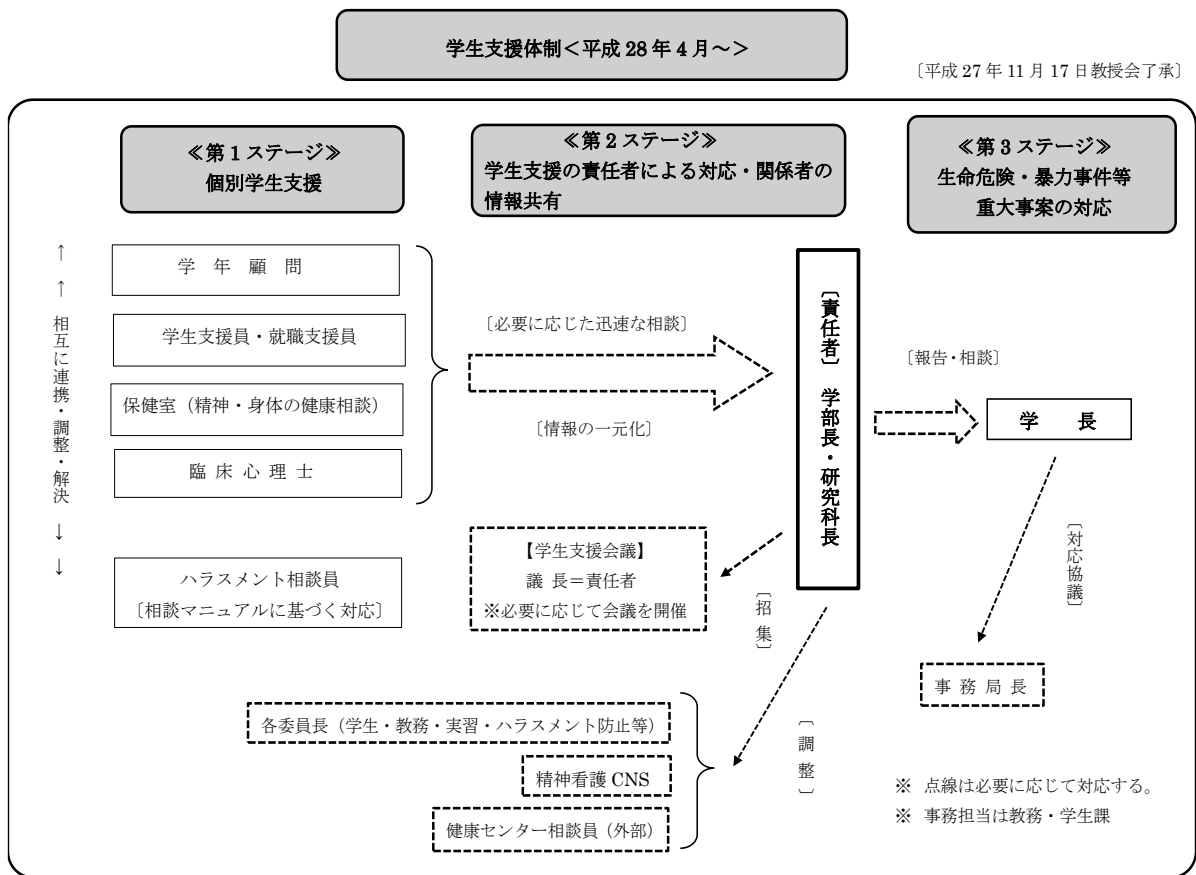 学生支援体制＜平成 28 年 4 月～＞
〔平成 27 年 11 月 17 日教授会了承〕
≪第 1 ステージ≫
個別学生支援
≪第 2 ステージ≫
学生支援の責任者による対応・関係者の
情報共有
≪第 3 ステージ≫
生命危険・暴力事件等
重大事案の対応
↑ ↑ 相互に連携・調整・解決 ↓ ↓
学 年 顧 問
学生支援員・就職支援員
保健室（精神・身体の健康相談）
臨 床 心 理 士
ハラスメント相談員
〔相談マニュアルに基づく対応〕
〔必要に応じた迅速な相談〕
〔情報の一元化〕
〔責任者〕 学部長・研究科長
【学生支援会議】
議 長＝責任者
※必要に応じて会議を開催
〔招 集〕
〔報告・相談〕
学 長
〔対応協議〕
事 務 局 長
各委員長（学生・教務・実習・ハラスメント防止等）
精神看護 CNS
健康センター相談員（外部）
〔調 整〕
※ 点線は必要に応じて対応する。
※ 事務担当は教務・学生課